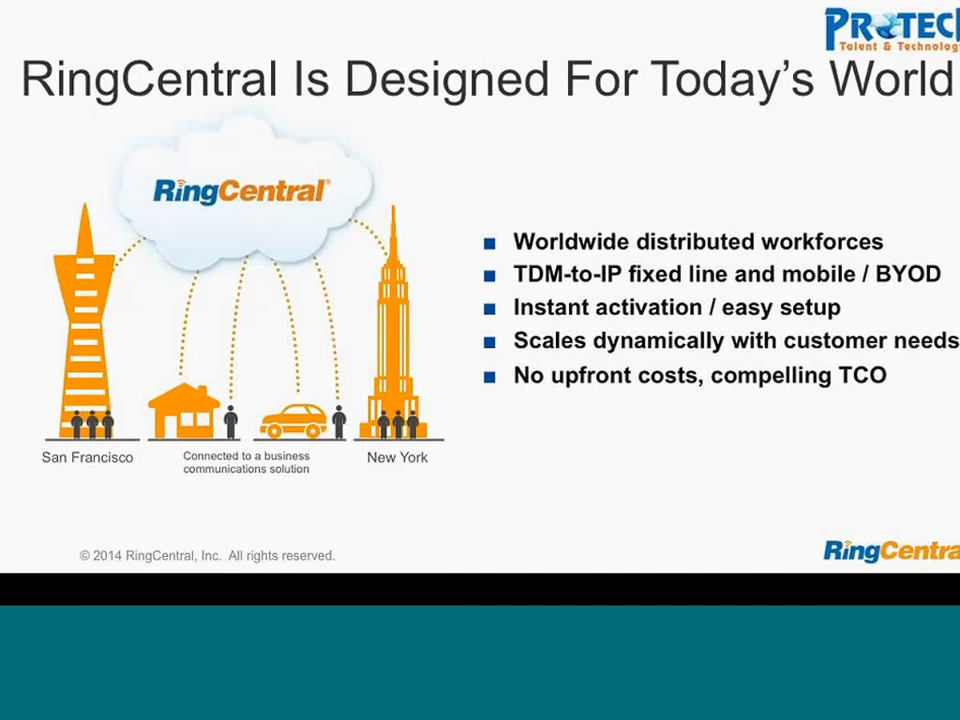 PROTECH
Talent & Technology
RingCentral Is Designed For Today's World
RingCentral®
■ Worldwide distributed workforces
■ TDM-to-IP fixed line and mobile / BYOD
■ Instant activation / easy setup
■ Scales dynamically with customer needs
■ No upfront costs, compelling TCO
San Francisco
Connected to a business
communications solution
New York
© 2014 RingCentral, Inc. All rights reserved.
RingCentra